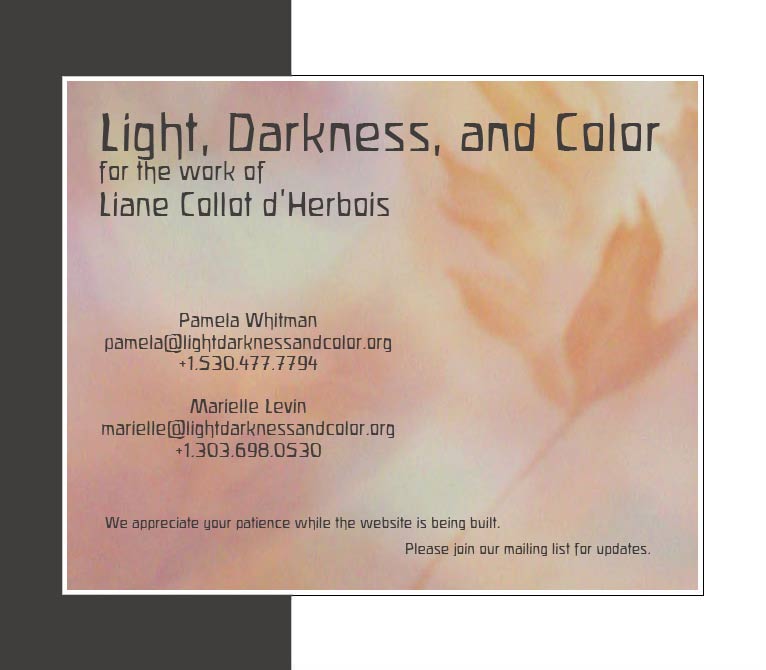 Light, Darkness, and Color
for the work of
Liane Collot d'Herbois
Pamela Whitman
pamela@lightdarknessandcolor.org
+1.530.477.7794
Marielle Levin
marielle@lightdarknessandcolor.org
+1.303.698.0530
We appreciate your patience while the website is being built.
Please join our mailing list for updates.